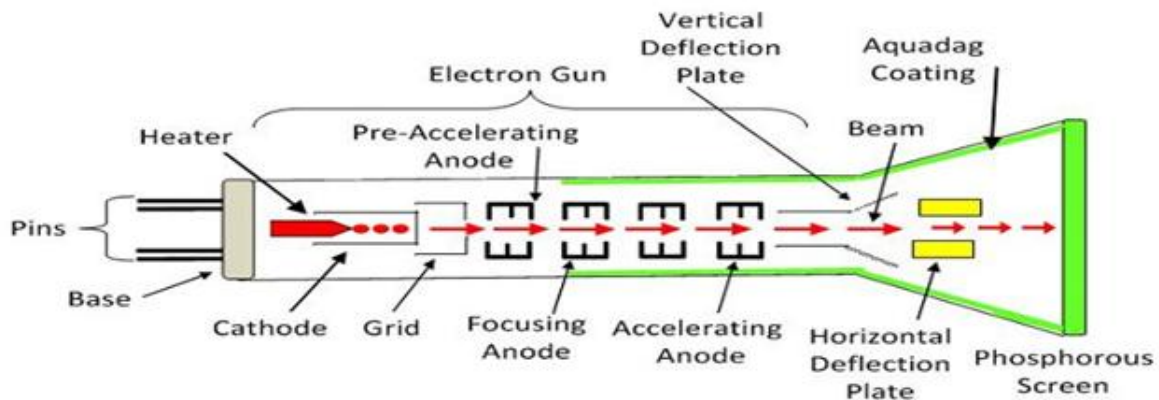 Vertical
Deflection
Plate
Aquadag
Coating
Electron Gun
Heater
Pre-Accelerating
Anode
Beam
Pins
Base
Cathode
Grid
Focusing
Anode
Accelerating
Anode
Horizontal
Deflection
Plate
Phosphorous
Screen